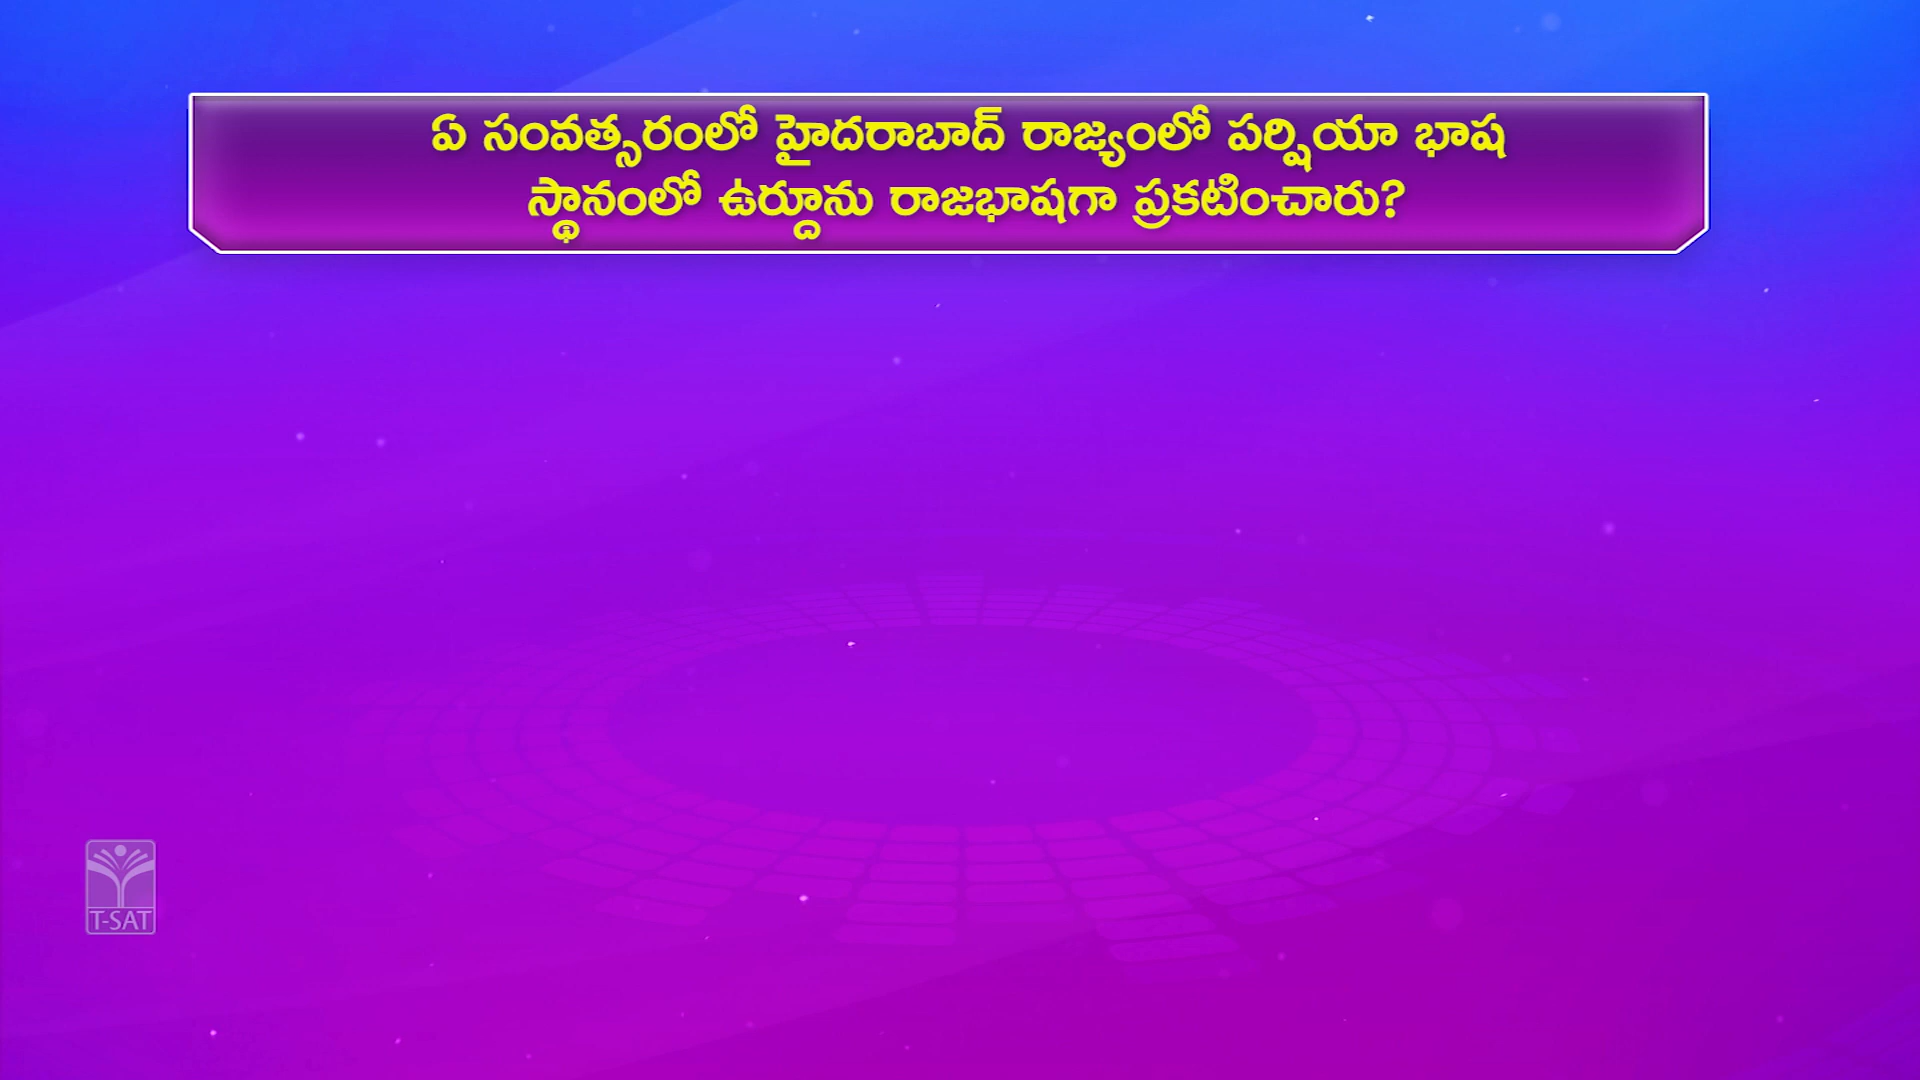 ఏ సంవత్సరంలో హైదరాబాద్ రాజ్యంలో పర్షియా భాష
స్థానంలో ఉర్దూను రాజభాషగా ప్రకటించారు?
T-SAT